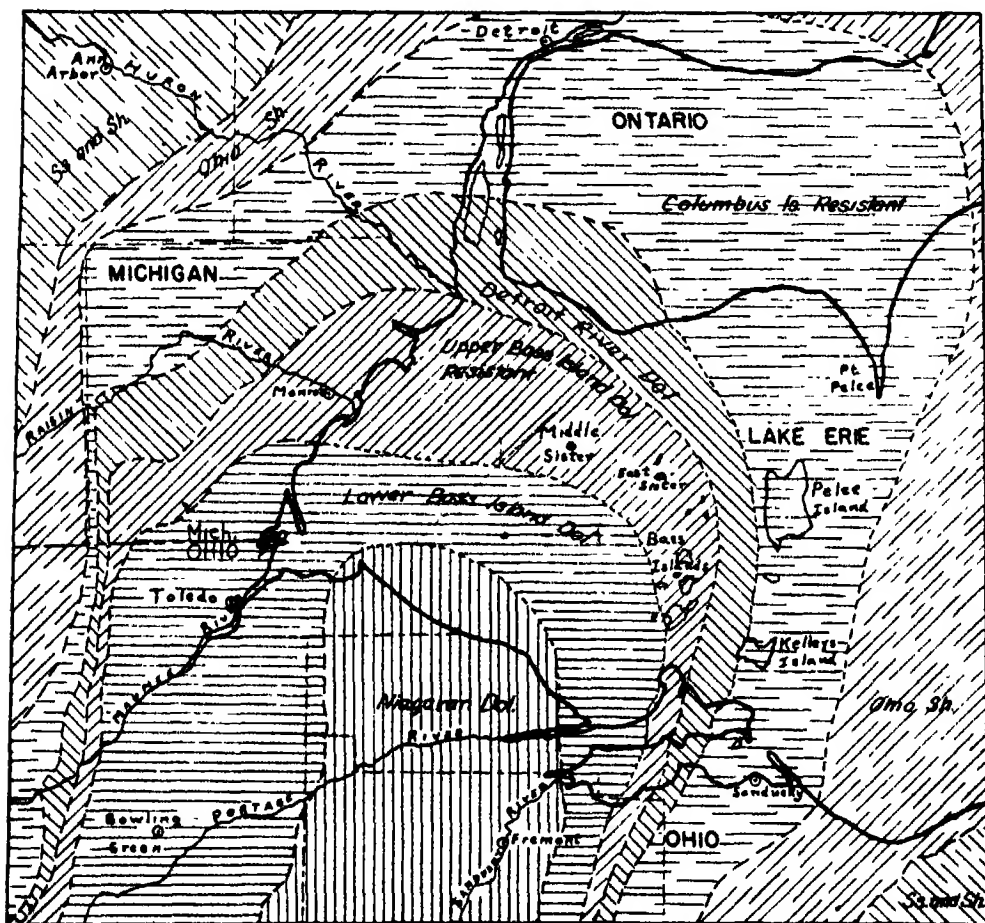 Detroit
Ann
Arbor
HURON
RIVER
Ss and Sh.
Ohio Sh.
ONTARIO
Columbus ls. Resistant
MICHIGAN
Detroit River Dol.
Upper Bass Island Dol.
Resistant
RAISIN RIVER
Monroe
Pt.
Pelee
Middle
Sister
East
Sister
LAKE ERIE
Pelee
Island
Lower Bass Island Dol.
Mich.
OHIO
Bass
Islands
Toledo
MAUMEE RIVER
Kelleys
Island
Niagaran Dol.
Ohio Sh.
PORTAGE RIVER
Sandusky
Bowling
Green
SANDUSKY RIVER
Fremont
OHIO
Ss and Sh.